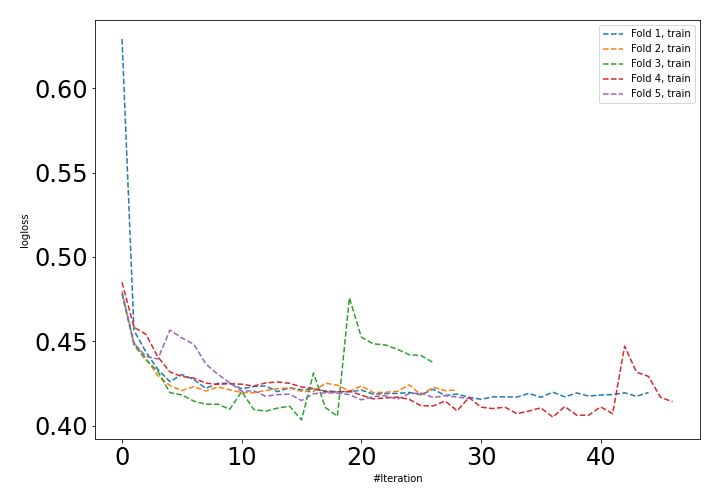 Fold 1, train
Fold 2, train
Fold 3, train
Fold 4, train
Fold 5, train
0.60
0.55
0.50
0.45
0.40
logloss
0 10 20 30 40
#Iteration